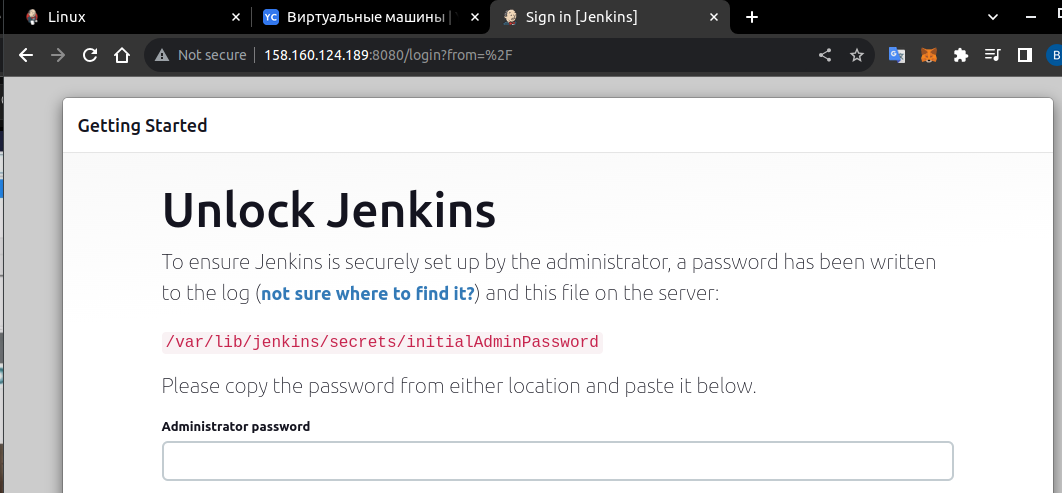 Linux
Виртуальные машины |
Sign in [Jenkins]
Not secure
158.160.124.189:8080/login?from=%2F
B
Getting Started
Unlock Jenkins
To ensure Jenkins is securely set up by the administrator, a password has been written
to the log (not sure where to find it?) and this file on the server:
/var/lib/jenkins/secrets/initialAdminPassword
Please copy the password from either location and paste it below.
Administrator password